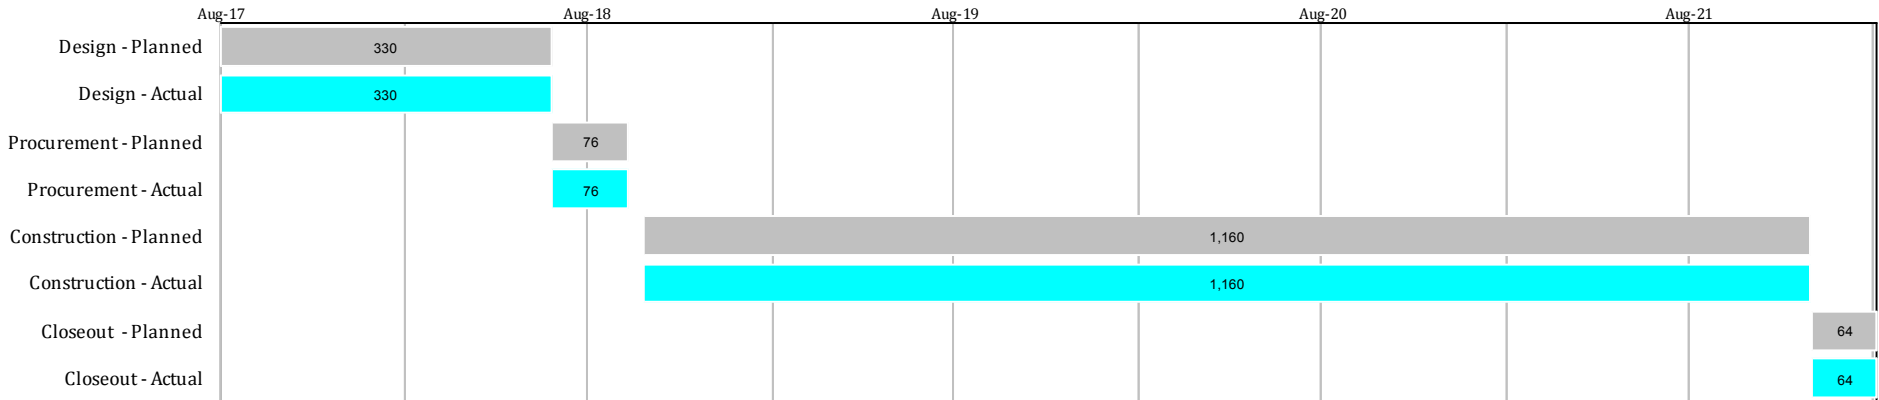 Aug-17 Aug-18 Aug-19 Aug-20 Aug-21
Design - Planned 330
Design - Actual 330
Procurement - Planned 76
Procurement - Actual 76
Construction - Planned 1,160
Construction - Actual 1,160
Closeout - Planned 64
Closeout - Actual 64